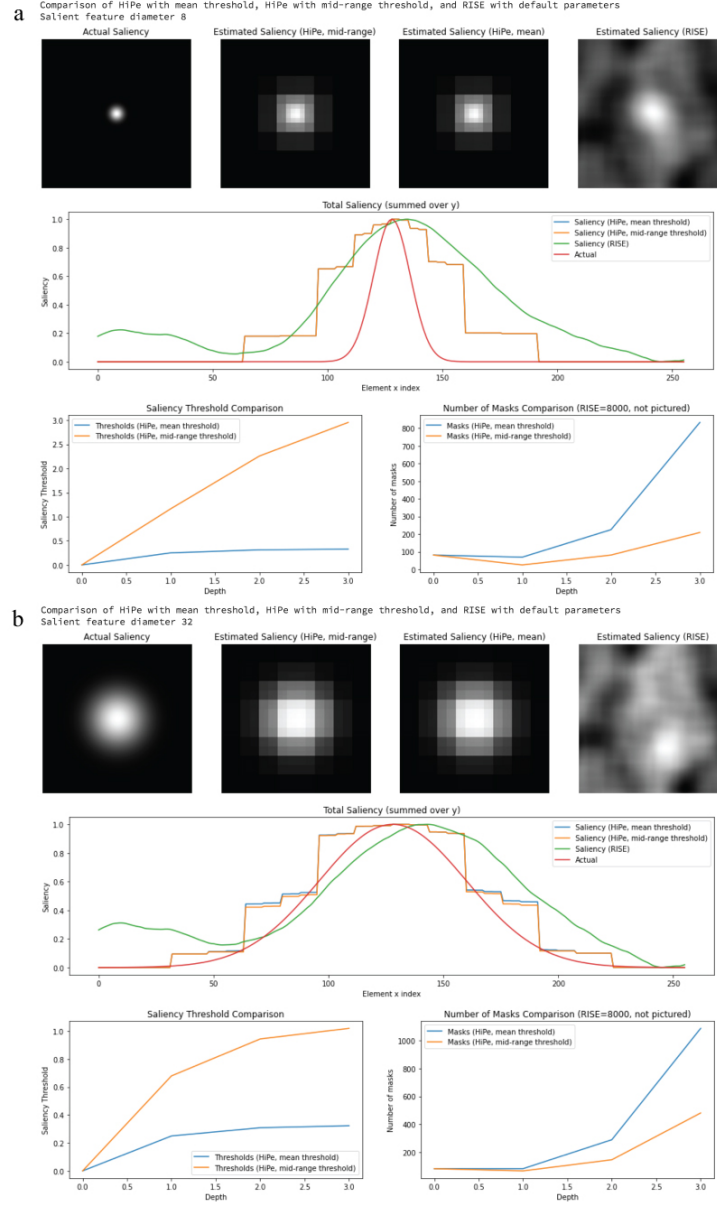 a
Comparison of HiPe with mean threshold, HiPe with mid-range threshold, and RISE with default parameters
Salient feature diameter 8
Actual Saliency
Estimated Saliency (HiPe, mid-range)
Estimated Saliency (HiPe, mean)
Estimated Saliency (RISE)
Total Saliency (summed over y)
Saliency (HiPe, mean threshold)
Saliency (HiPe, mid-range threshold)
Saliency (RISE)
Actual
Saliency
1.0
0.8
0.6
0.4
0.2
0.0
0 50 100 150 200 250
Element x index
Saliency Threshold Comparison
Thresholds (HiPe, mean threshold)
Thresholds (HiPe, mid-range threshold)
Saliency Threshold
3.0
2.5
2.0
1.5
1.0
0.5
0.0
0.0 0.5 1.0 1.5 2.0 2.5 3.0
Depth
Number of Masks Comparison (RISE=8000, not pictured)
Masks (HiPe, mean threshold)
Masks (HiPe, mid-range threshold)
Number of masks
800
700
600
500
400
300
200
100
0
0.0 0.5 1.0 1.5 2.0 2.5 3.0
Depth
b
Comparison of HiPe with mean threshold, HiPe with mid-range threshold, and RISE with default parameters
Salient feature diameter 32
Actual Saliency
Estimated Saliency (HiPe, mid-range)
Estimated Saliency (HiPe, mean)
Estimated Saliency (RISE)
Total Saliency (summed over y)
Saliency (HiPe, mean threshold)
Saliency (HiPe, mid-range threshold)
Saliency (RISE)
Actual
Saliency
1.0
0.8
0.6
0.4
0.2
0.0
0 50 100 150 200 250
Element x index
Saliency Threshold Comparison
Thresholds (HiPe, mean threshold)
Thresholds (HiPe, mid-range threshold)
Saliency Threshold
1.0
0.8
0.6
0.4
0.2
0.0
0.0 0.5 1.0 1.5 2.0 2.5 3.0
Depth
Number of Masks Comparison (RISE=8000, not pictured)
Masks (HiPe, mean threshold)
Masks (HiPe, mid-range threshold)
Number of masks
1000
800
600
400
200
0.0 0.5 1.0 1.5 2.0 2.5 3.0
Depth